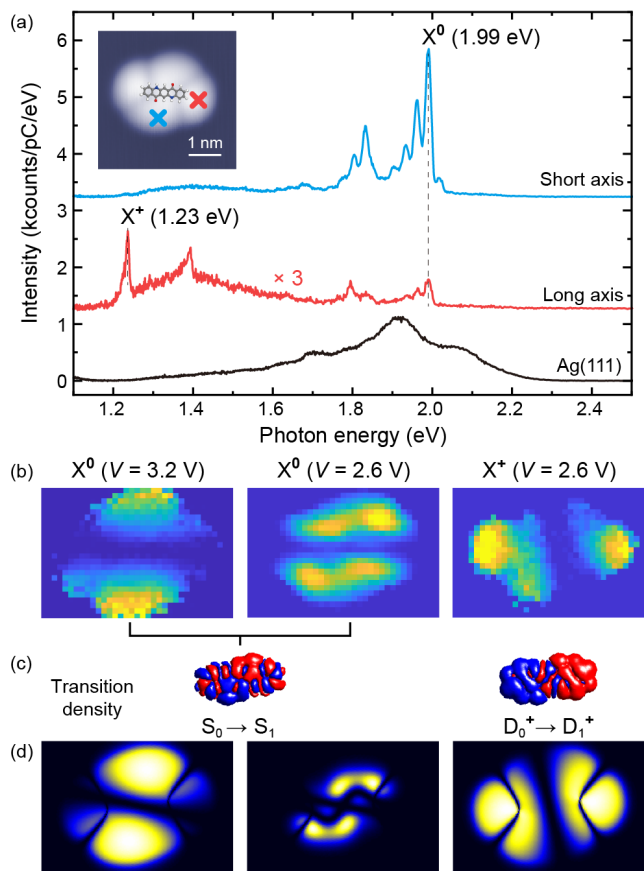 (a)
6
5
4
3
2
1
0
Intensity (kcounts/pC/eV)
X⁰ (1.99 eV)
1 nm
Short axis
X⁺ (1.23 eV)
× 3
Long axis
Ag(111)
1.2 1.4 1.6 1.8 2.0 2.2 2.4
Photon energy (eV)
(b) X⁰ (V = 3.2 V) X⁰ (V = 2.6 V) X⁺ (V = 2.6 V)
(c)
Transition
density
S₀ → S₁ D₀⁺ → D₁⁺
(d)